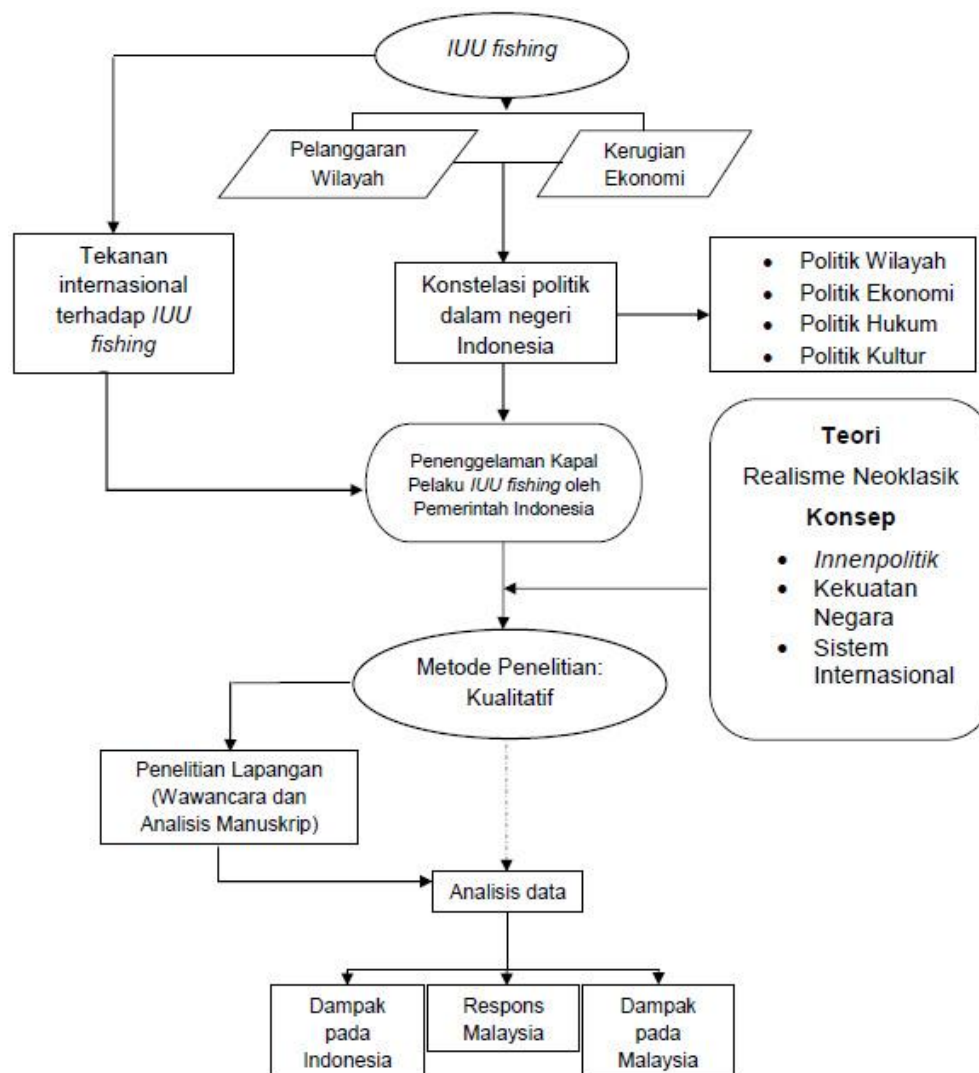 IUU fishing
Pelanggaran
Wilayah
Kerugian
Ekonomi
Tekanan
internasional
terhadap IUU
fishing
Konstelasi politik
dalam negeri
Indonesia
• Politik Wilayah
• Politik Ekonomi
• Politik Hukum
• Politik Kultur
Penenggelaman Kapal
Pelaku IUU fishing oleh
Pemerintah Indonesia
Teori
Realisme Neoklasik
Konsep
• Innenpolitik
• Kekuatan
Negara
• Sistem
Internasional
Metode Penelitian:
Kualitatif
Penelitian Lapangan
(Wawancara dan
Analisis Manuskrip)
Analisis data
Dampak
pada
Indonesia
Respons
Malaysia
Dampak
pada
Malaysia